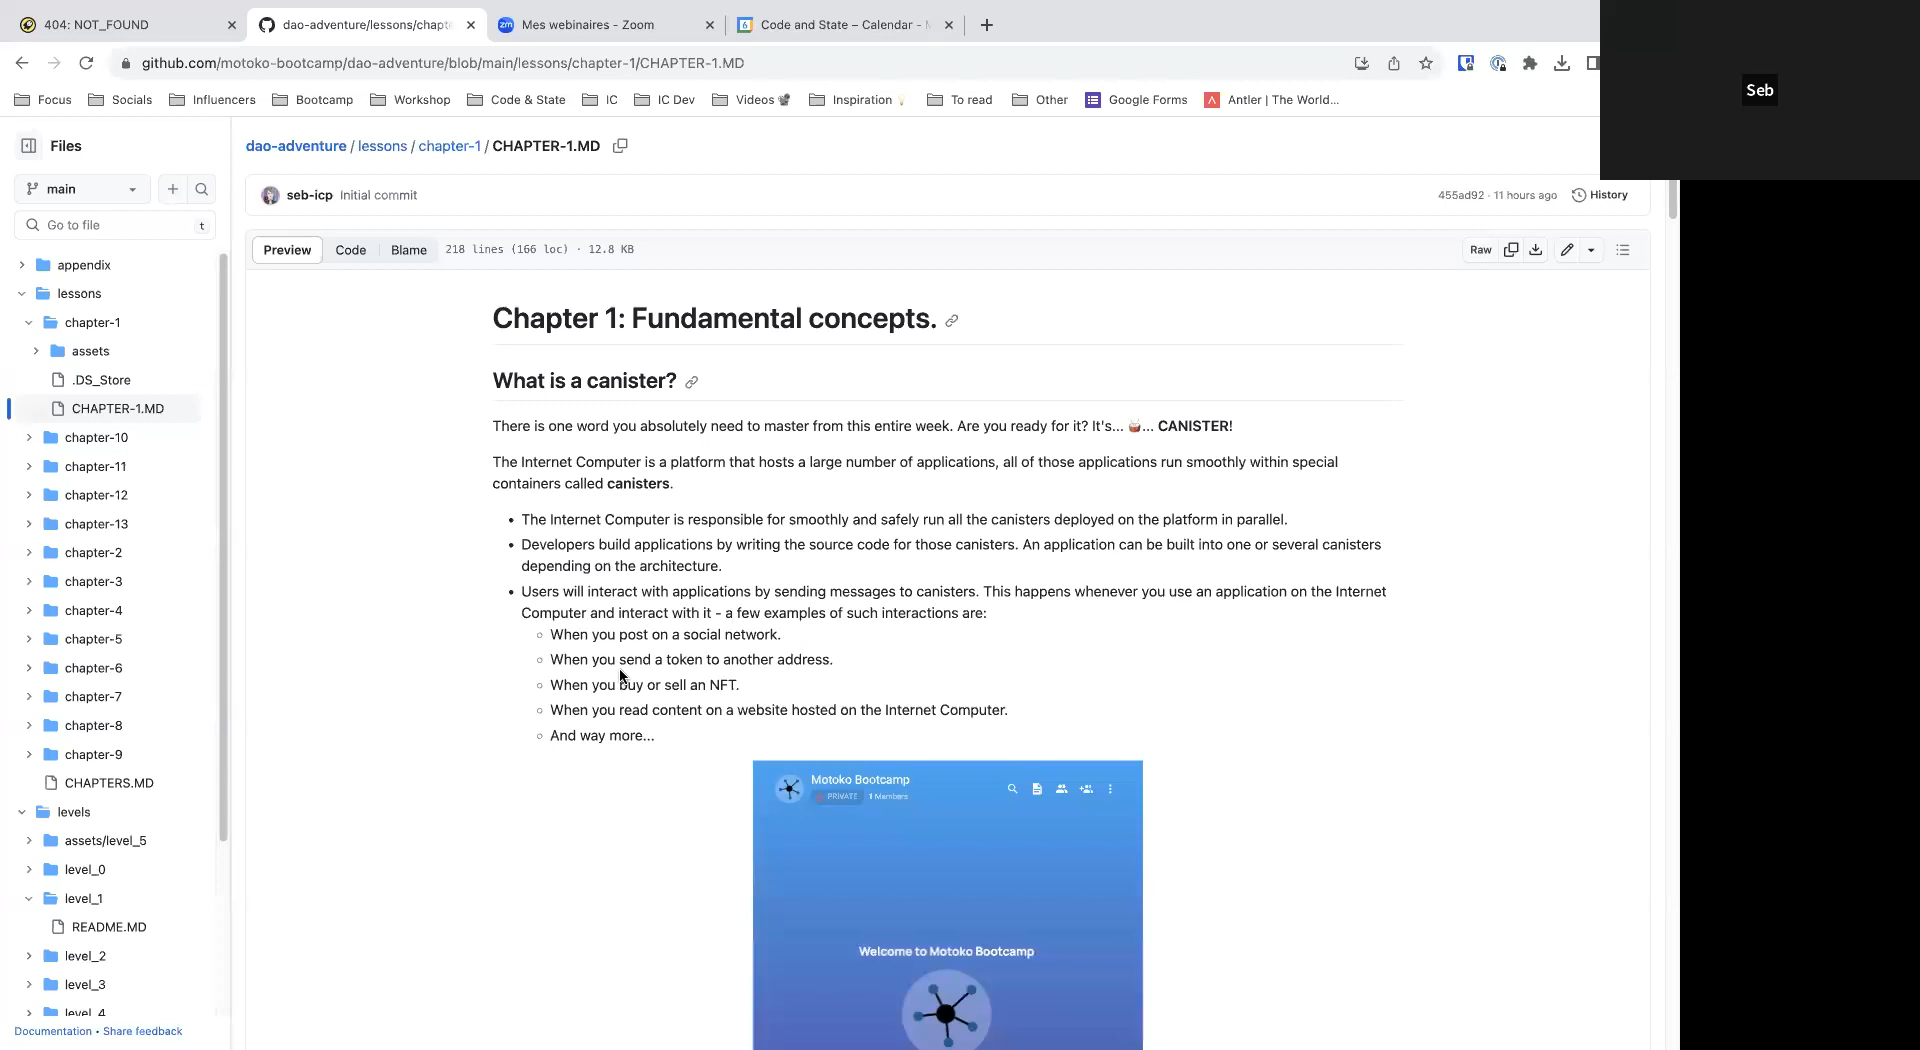 404: NOT_FOUND
dao-adventure/lessons/chapte
Mes webinaires - Zoom
Code and State – Calendar -
github.com/motoko-bootcamp/dao-adventure/blob/main/lessons/chapter-1/CHAPTER-1.MD
Focus
Socials
Influencers
Bootcamp
Workshop
Code & State
IC
IC Dev
Videos
Inspiration
To read
Other
Google Forms
Antler | The World...
Seb
Files
main
Go to file
t
appendix
lessons
chapter-1
assets
.DS_Store
CHAPTER-1.MD
chapter-10
chapter-11
chapter-12
chapter-13
chapter-2
chapter-3
chapter-4
chapter-5
chapter-6
chapter-7
chapter-8
chapter-9
CHAPTERS.MD
levels
assets/level_5
level_0
level_1
README.MD
level_2
level_3
level_4
Documentation • Share feedback
dao-adventure / lessons / chapter-1 / CHAPTER-1.MD
seb-icp Initial commit
455ad92 · 11 hours ago
History
Preview
Code
Blame
218 lines (166 loc) · 12.8 KB
Raw
Chapter 1: Fundamental concepts.
What is a canister?
There is one word you absolutely need to master from this entire week. Are you ready for it? It's... 🥁... CANISTER!
The Internet Computer is a platform that hosts a large number of applications, all of those applications run smoothly within special
containers called canisters.
• The Internet Computer is responsible for smoothly and safely run all the canisters deployed on the platform in parallel.
• Developers build applications by writing the source code for those canisters. An application can be built into one or several canisters
depending on the architecture.
• Users will interact with applications by sending messages to canisters. This happens whenever you use an application on the Internet
Computer and interact with it - a few examples of such interactions are:
◦ When you post on a social network.
◦ When you send a token to another address.
◦ When you buy or sell an NFT.
◦ When you read content on a website hosted on the Internet Computer.
◦ And way more...
Motoko Bootcamp
PRIVATE
1 Members
Welcome to Motoko Bootcamp